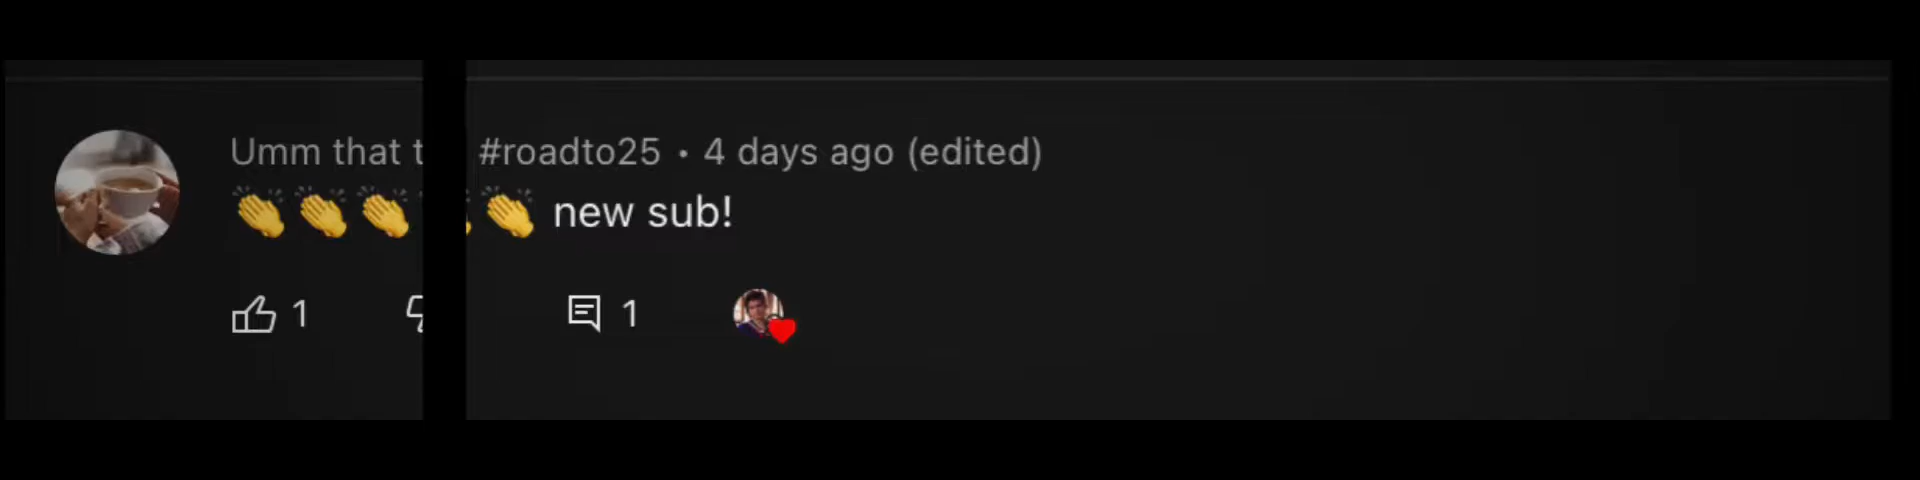 Umm that #roadto25 • 4 days ago (edited)
👏👏👏👏 new sub!
1 1